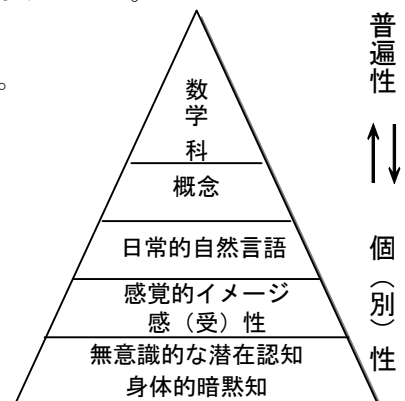 。
数
学
科
概念
日常的自然言語
感覚的イメージ
感（受）性
無意識的な潜在認知
身体的暗黙知
普遍性
個（別）性